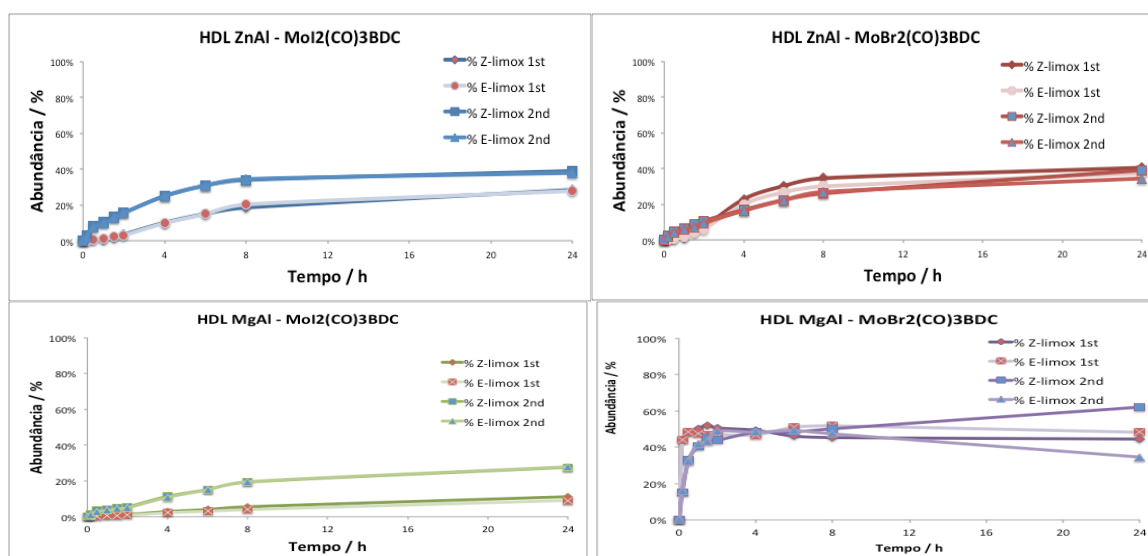 HDL ZnAl - MoI2(CO)3BDC
100%
80%
60%
40%
20%
0%
Abundância / %
% Z-limox 1st
% E-limox 1st
% Z-limox 2nd
% E-limox 2nd
0 4 8 12 16 20 24
Tempo / h
HDL ZnAl - MoBr2(CO)3BDC
100%
80%
60%
40%
20%
0%
Abundância / %
% Z-limox 1st
% E-limox 1st
% Z-limox 2nd
% E-limox 2nd
0 4 8 12 16 20 24
Tempo / h
HDL MgAl - MoI2(CO)3BDC
100%
80%
60%
40%
20%
0%
Abundância / %
% Z-limox 1st
% E-limox 1st
% Z-limox 2nd
% E-limox 2nd
0 4 8 12 16 20 24
Tempo / h
HDL MgAl - MoBr2(CO)3BDC
100%
80%
60%
40%
20%
0%
Abundância / %
% Z-limox 1st
% E-limox 1st
% Z-limox 2nd
% E-limox 2nd
0 4 8 12 16 20 24
Tempo / h